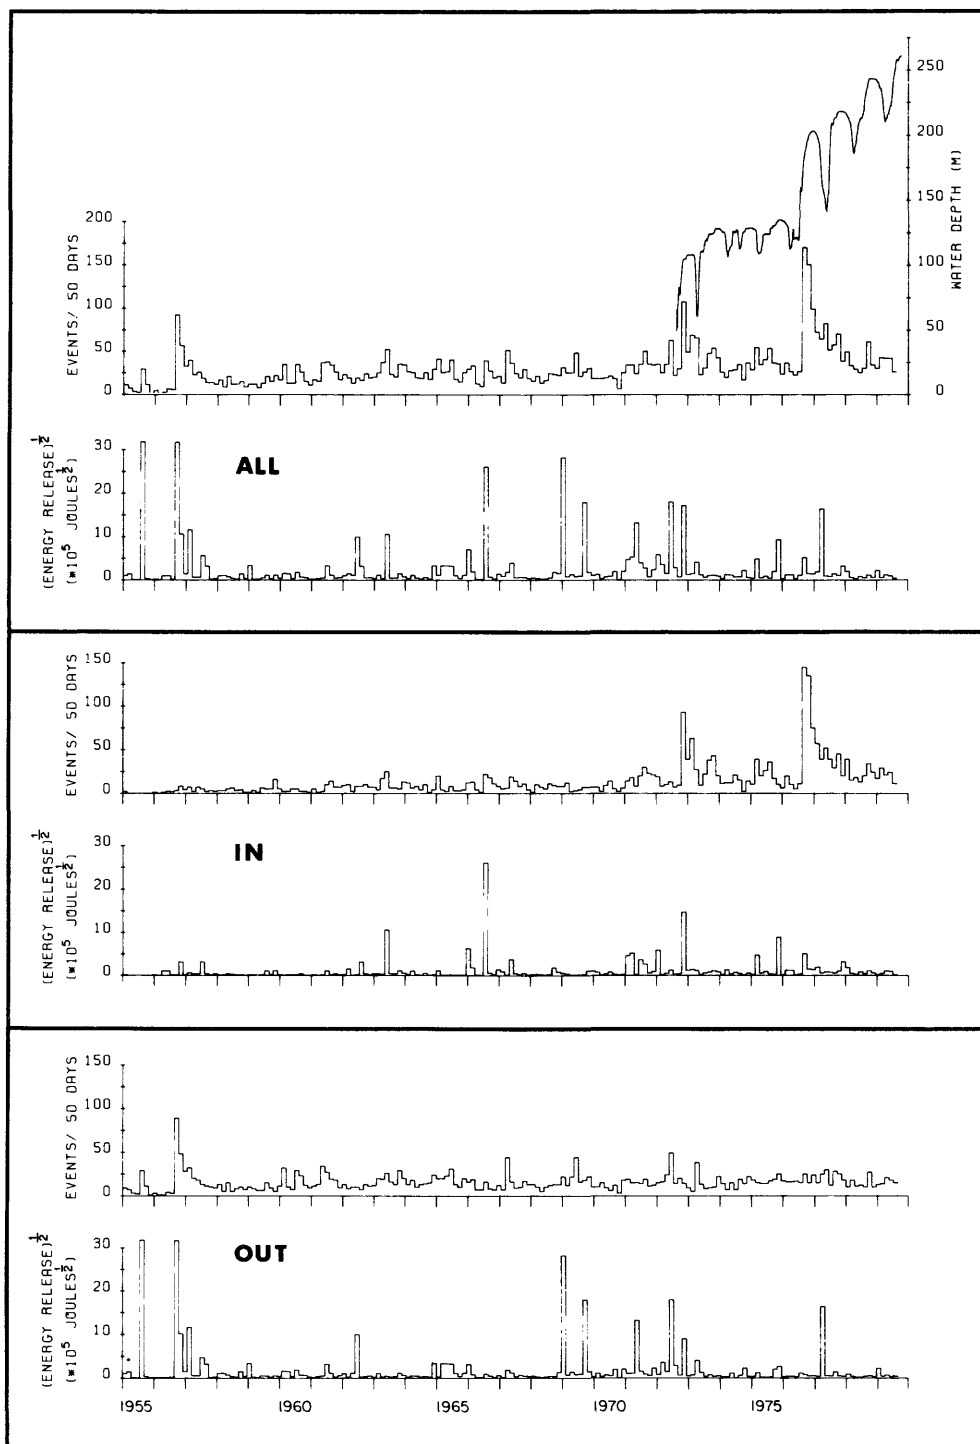 250
200
WATER DEPTH (M)
150
100
50
0
200
150
100
50
0
EVENTS/ 50 DAYS
30
20
10
0
(ENERGY RELEASE)½
(*10⁵ JOULES½)
ALL
150
100
50
0
EVENTS/ 50 DAYS
30
20
10
0
(ENERGY RELEASE)½
(*10⁵ JOULES½)
IN
150
100
50
0
EVENTS/ 50 DAYS
30
20
10
0
(ENERGY RELEASE)½
(*10⁵ JOULES½)
OUT
1955 1960 1965 1970 1975